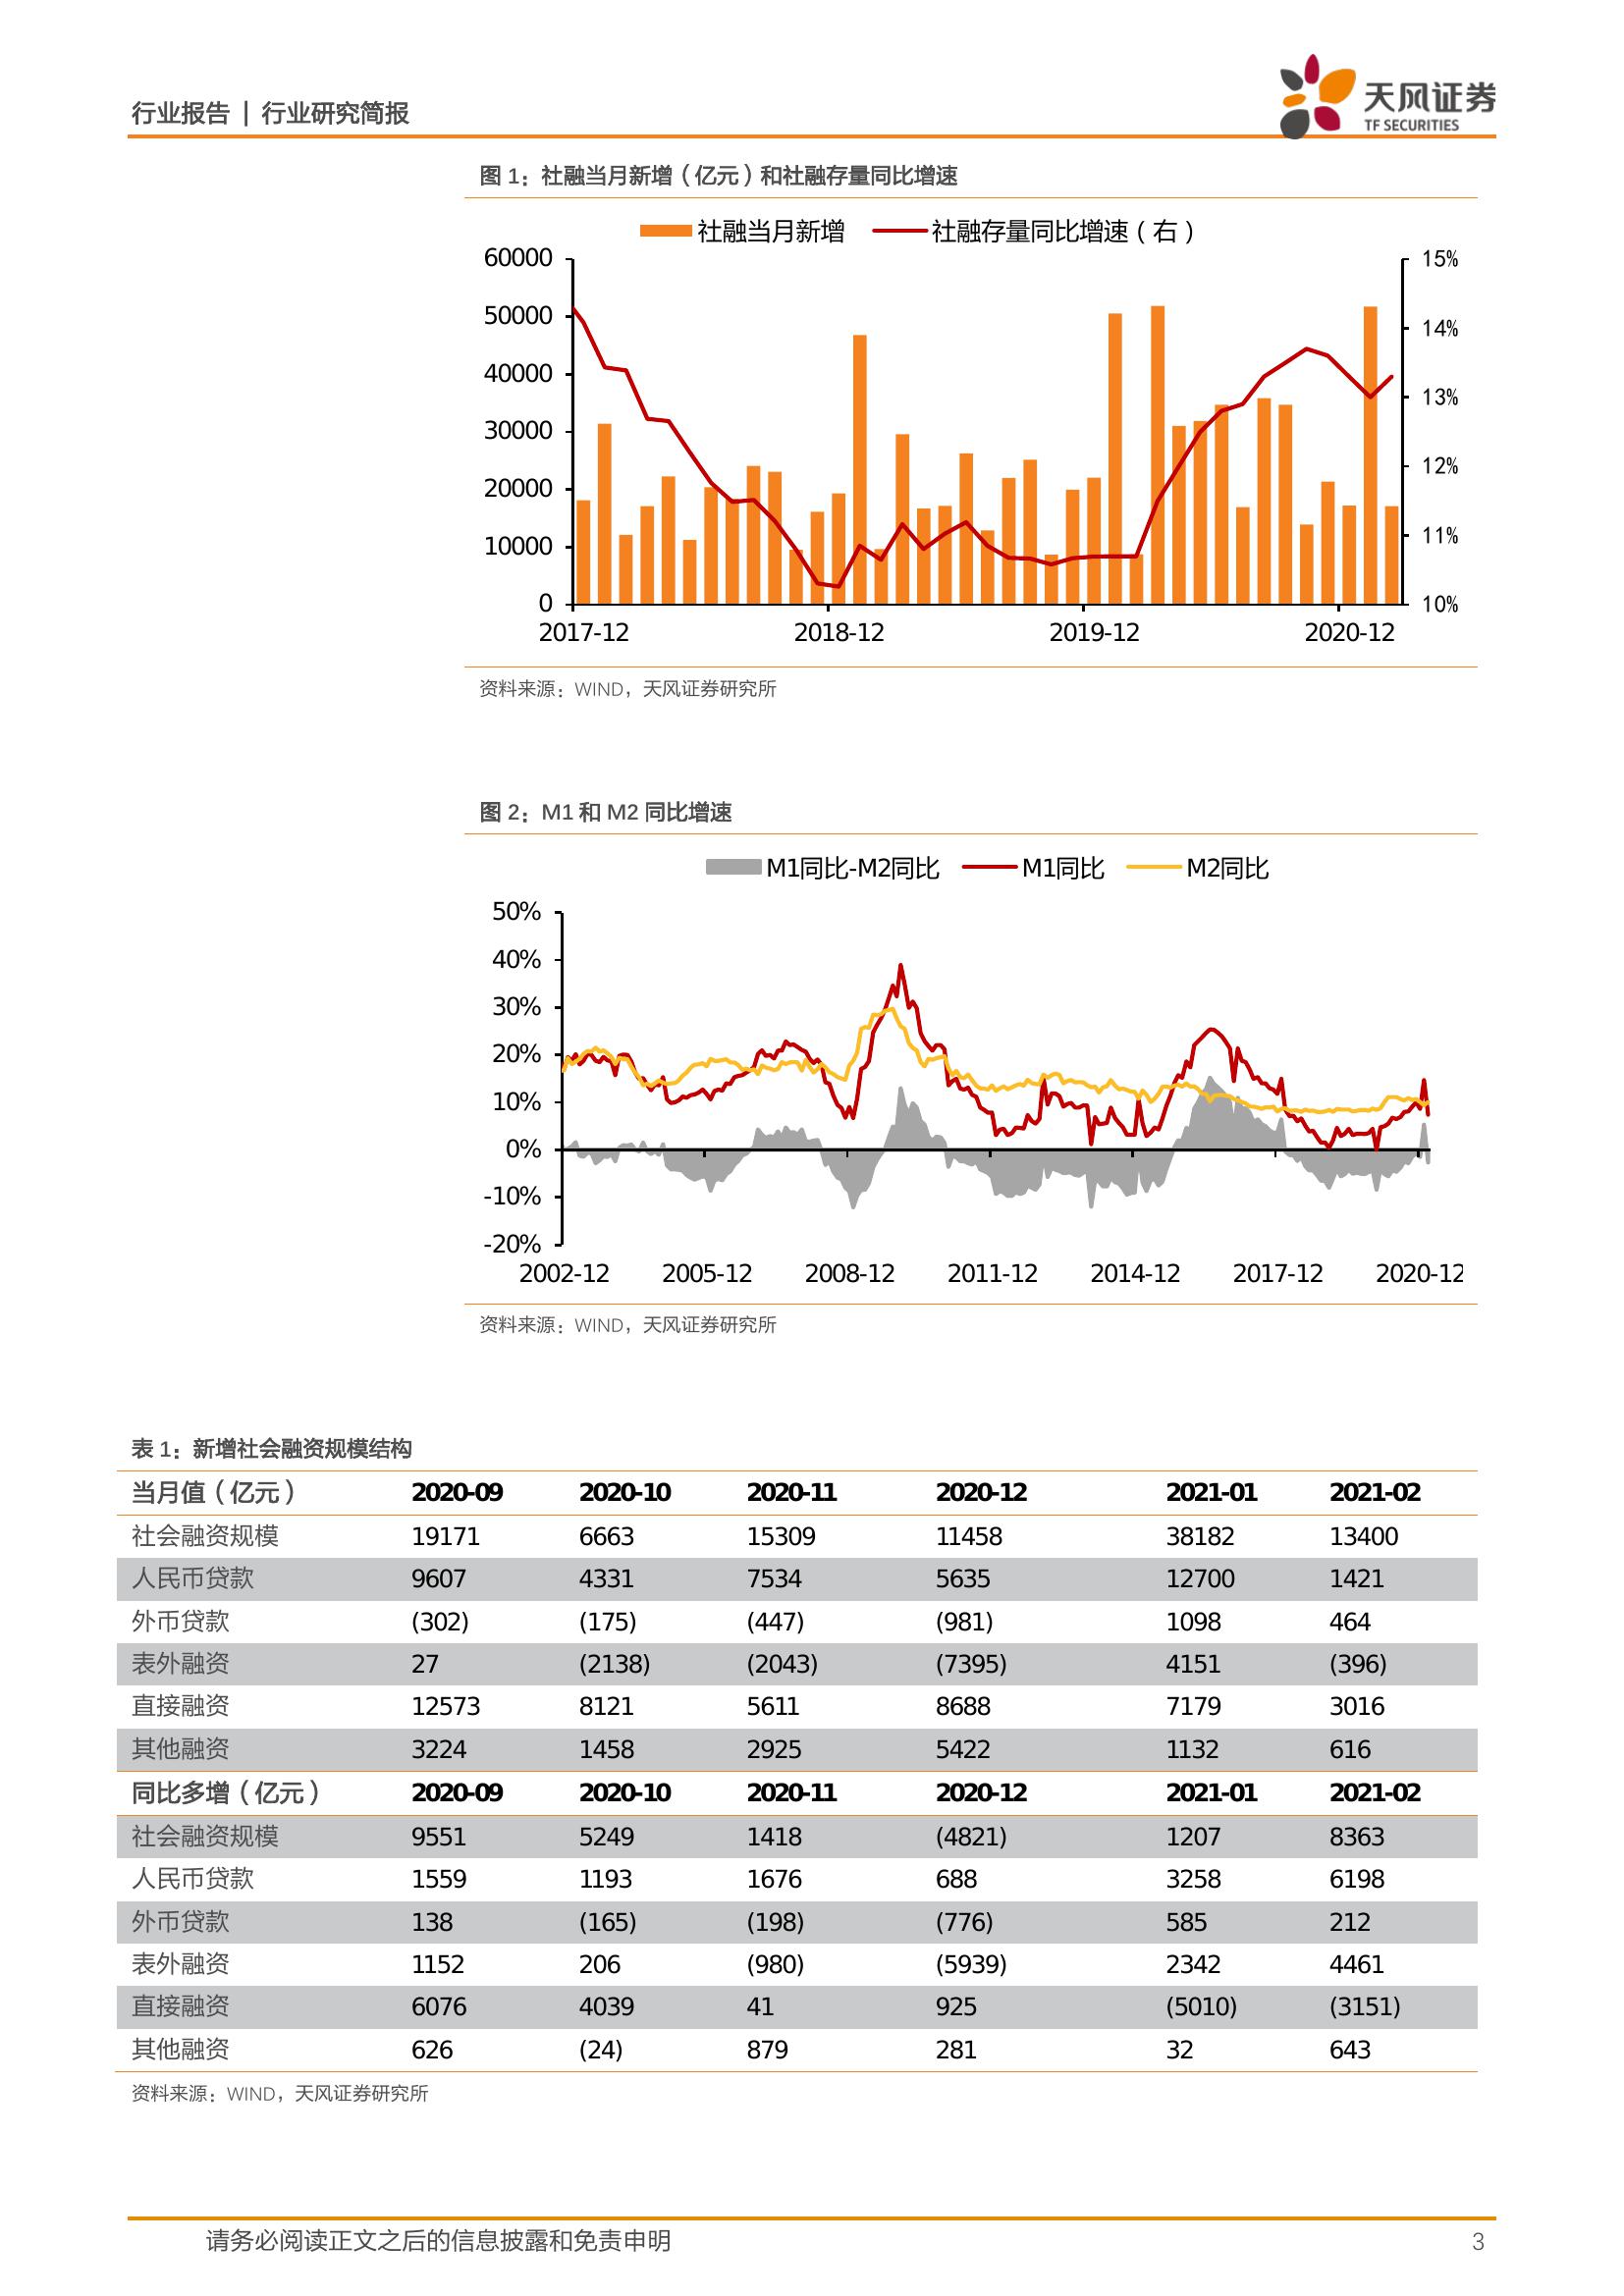 行业报告 | 行业研究简报
天风证券
TF SECURITIES
图 1：社融当月新增（亿元）和社融存量同比增速
社融当月新增 社融存量同比增速（右）
60000 15%
50000 14%
40000 13%
30000 12%
20000 11%
10000 10%
0
2017-12 2018-12 2019-12 2020-12
资料来源：WIND，天风证券研究所
图 2：M1 和 M2 同比增速
M1同比-M2同比 M1同比 M2同比
50%
40%
30%
20%
10%
0%
-10%
-20%
2002-12 2005-12 2008-12 2011-12 2014-12 2017-12 2020-12
资料来源：WIND，天风证券研究所
表 1：新增社会融资规模结构
当月值（亿元） 2020-09 2020-10 2020-11 2020-12 2021-01 2021-02
社会融资规模 19171 6663 15309 11458 38182 13400
人民币贷款 9607 4331 7534 5635 12700 1421
外币贷款 (302) (175) (447) (981) 1098 464
表外融资 27 (2138) (2043) (7395) 4151 (396)
直接融资 12573 8121 5611 8688 7179 3016
其他融资 3224 1458 2925 5422 1132 616
同比多增（亿元） 2020-09 2020-10 2020-11 2020-12 2021-01 2021-02
社会融资规模 9551 5249 1418 (4821) 1207 8363
人民币贷款 1559 1193 1676 688 3258 6198
外币贷款 138 (165) (198) (776) 585 212
表外融资 1152 206 (980) (5939) 2342 4461
直接融资 6076 4039 41 925 (5010) (3151)
其他融资 626 (24) 879 281 32 643
资料来源：WIND，天风证券研究所
请务必阅读正文之后的信息披露和免责申明 3